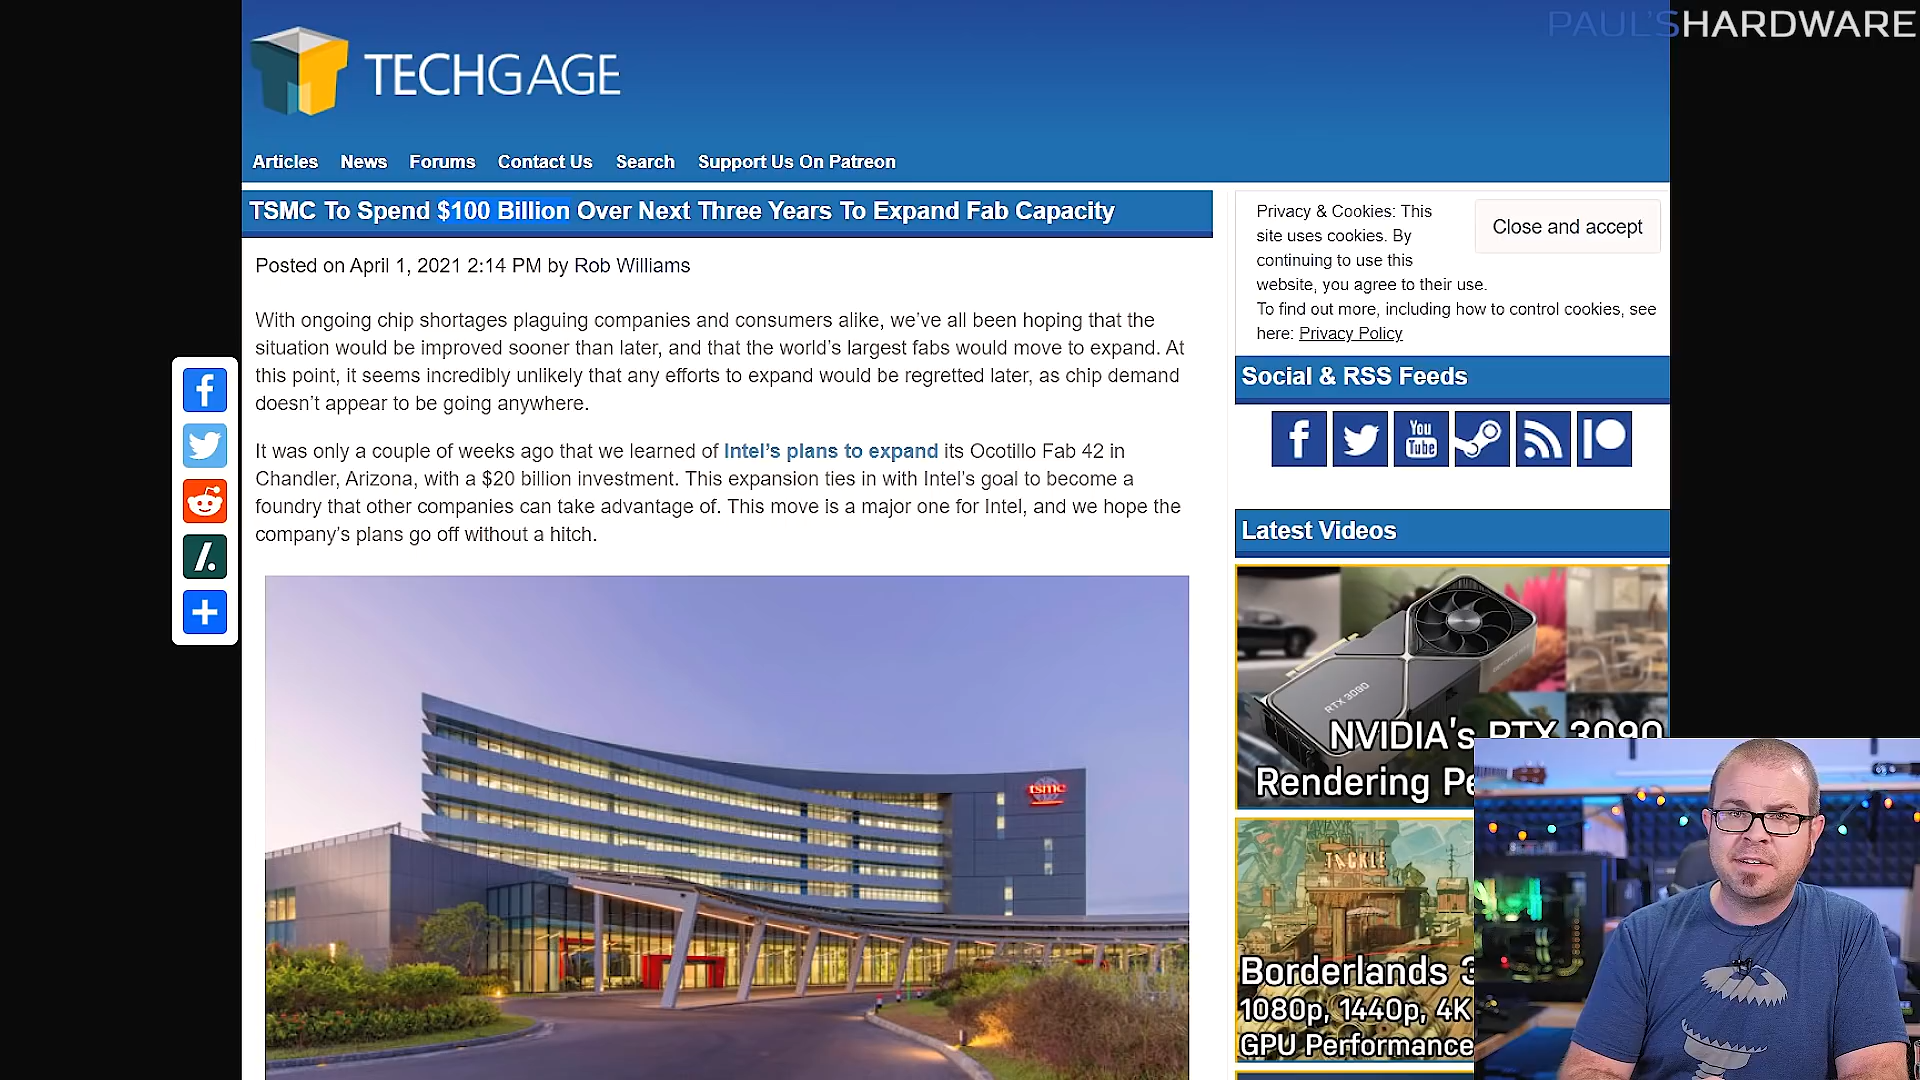 PAUL'SHARDWARE
TECHGAGE
Articles News Forums Contact Us Search Support Us On Patreon
TSMC To Spend $100 Billion Over Next Three Years To Expand Fab Capacity
Posted on April 1, 2021 2:14 PM by Rob Williams
With ongoing chip shortages plaguing companies and consumers alike, we've all been hoping that the
situation would be improved sooner than later, and that the world's largest fabs would move to expand. At
this point, it seems incredibly unlikely that any efforts to expand would be regretted later, as chip demand
doesn't appear to be going anywhere.
It was only a couple of weeks ago that we learned of Intel's plans to expand its Ocotillo Fab 42 in
Chandler, Arizona, with a $20 billion investment. This expansion ties in with Intel's goal to become a
foundry that other companies can take advantage of. This move is a major one for Intel, and we hope the
company's plans go off without a hitch.
tsmc
Privacy & Cookies: This
site uses cookies. By
continuing to use this
website, you agree to their use.
To find out more, including how to control cookies, see
here: Privacy Policy
Close and accept
Social & RSS Feeds
You
Tube
Latest Videos
RTX 3090
NVIDIA's RTX 3090
Rendering Pe
TACKLE
Borderlands 3
1080p, 1440p, 4K
GPU Performance